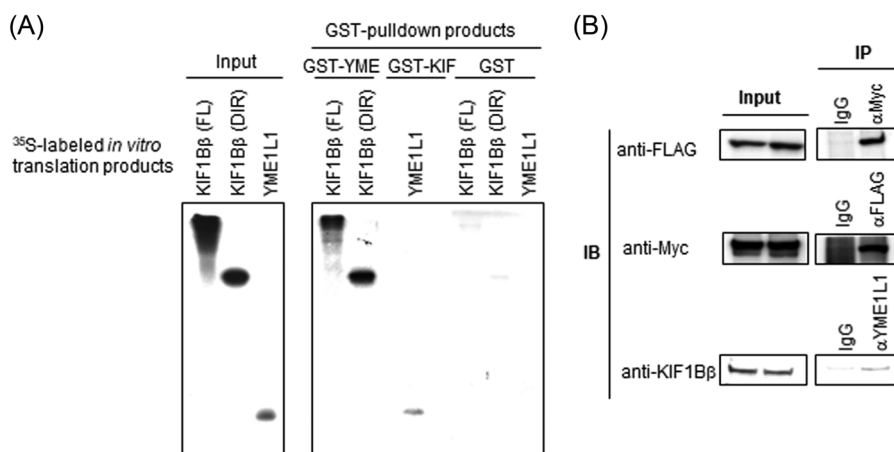 (A)
GST-pulldown products
Input
GST-YME
GST-KIF
GST
³⁵S-labeled in vitro
translation products
KIF1Bβ (FL)
KIF1Bβ (DIR)
YME1L1
KIF1Bβ (FL)
KIF1Bβ (DIR)
YME1L1
KIF1Bβ (FL)
KIF1Bβ (DIR)
YME1L1
(B)
IP
Input
IgG
αMyc
anti-FLAG
IgG
αFLAG
IB
anti-Myc
IgG
αYME1L1
anti-KIF1Bβ